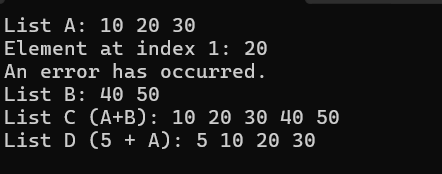 List A: 10 20 30
Element at index 1: 20
An error has occurred.
List B: 40 50
List C (A+B): 10 20 30 40 50
List D (5 + A): 5 10 20 30